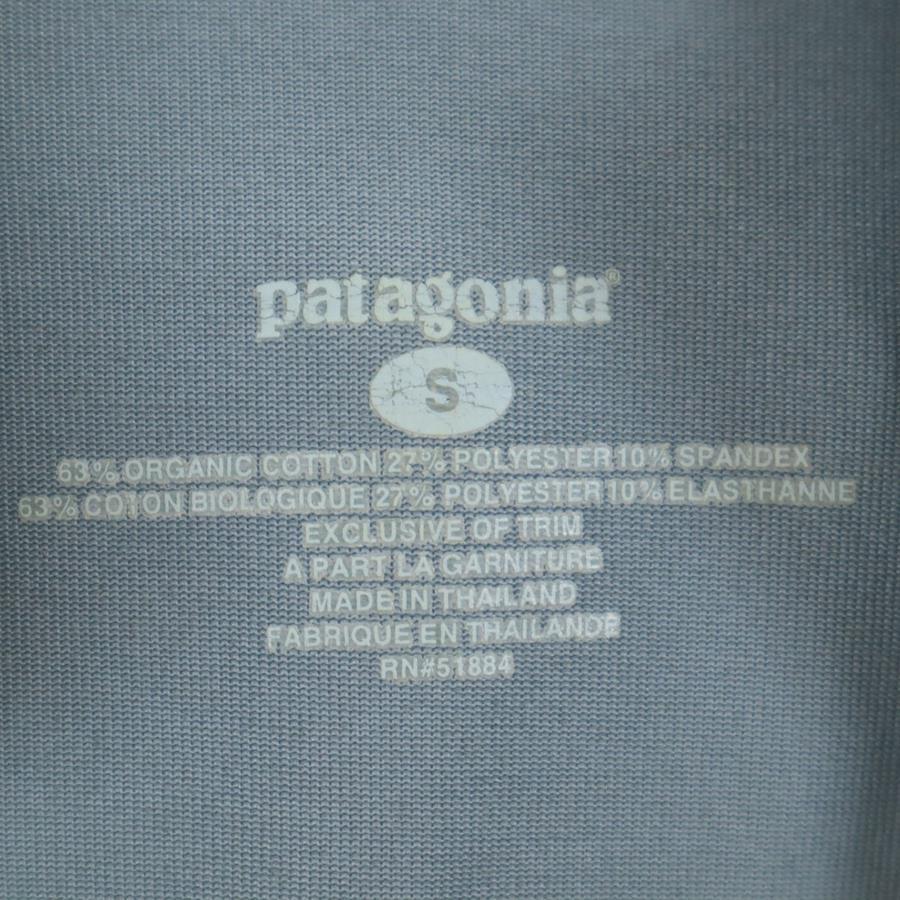 patagonia®
S
63% ORGANIC COTTON 27% POLYESTER 10% SPANDEX
63% COTON BIOLOGIQUE 27% POLYESTER 10% ELASTHANNE
EXCLUSIVE OF TRIM
A PART LA GARNITURE
MADE IN THAILAND
FABRIQUE EN THAILANDE
RN#51884